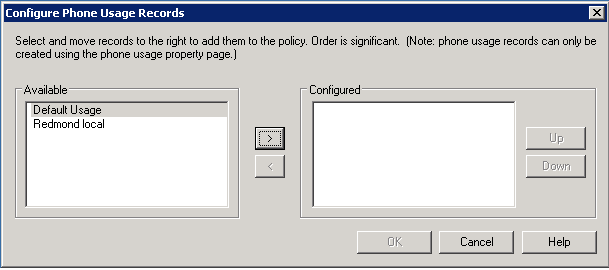 Configure Phone Usage Records
Select and move records to the right to add them to the policy. Order is significant. (Note: phone usage records can only be
created using the phone usage property page.)
Available
Configured
Default Usage
Redmond local
>
<
Up
Down
OK
Cancel
Help